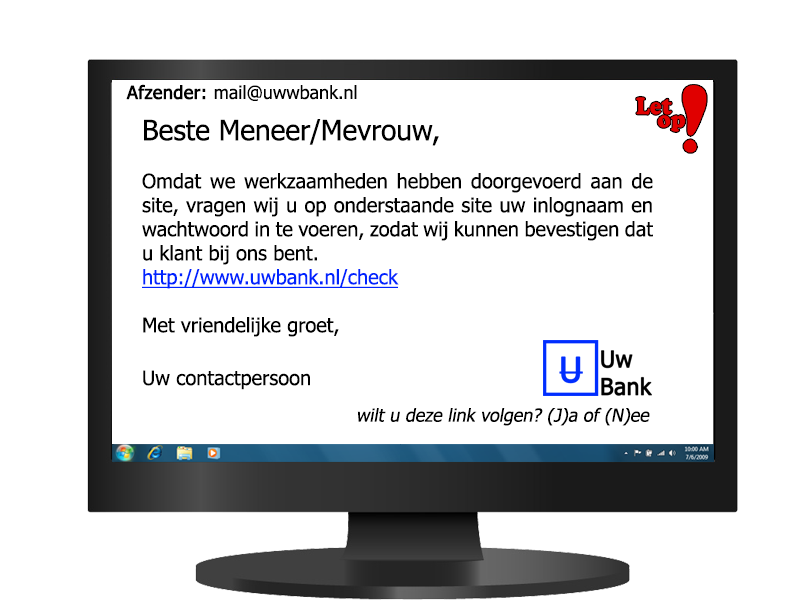 Afzender: mail@uwwbank.nl
Let op!
Beste Meneer/Mevrouw,
Omdat we werkzaamheden hebben doorgevoerd aan de
site, vragen wij u op onderstaande site uw inlognaam en
wachtwoord in te voeren, zodat wij kunnen bevestigen dat
u klant bij ons bent.
http://www.uwbank.nl/check
Met vriendelijke groet,
Uw contactpersoon
U
Uw
Bank
wilt u deze link volgen? (J)a of (N)ee
10:00 AM
7/6/2009